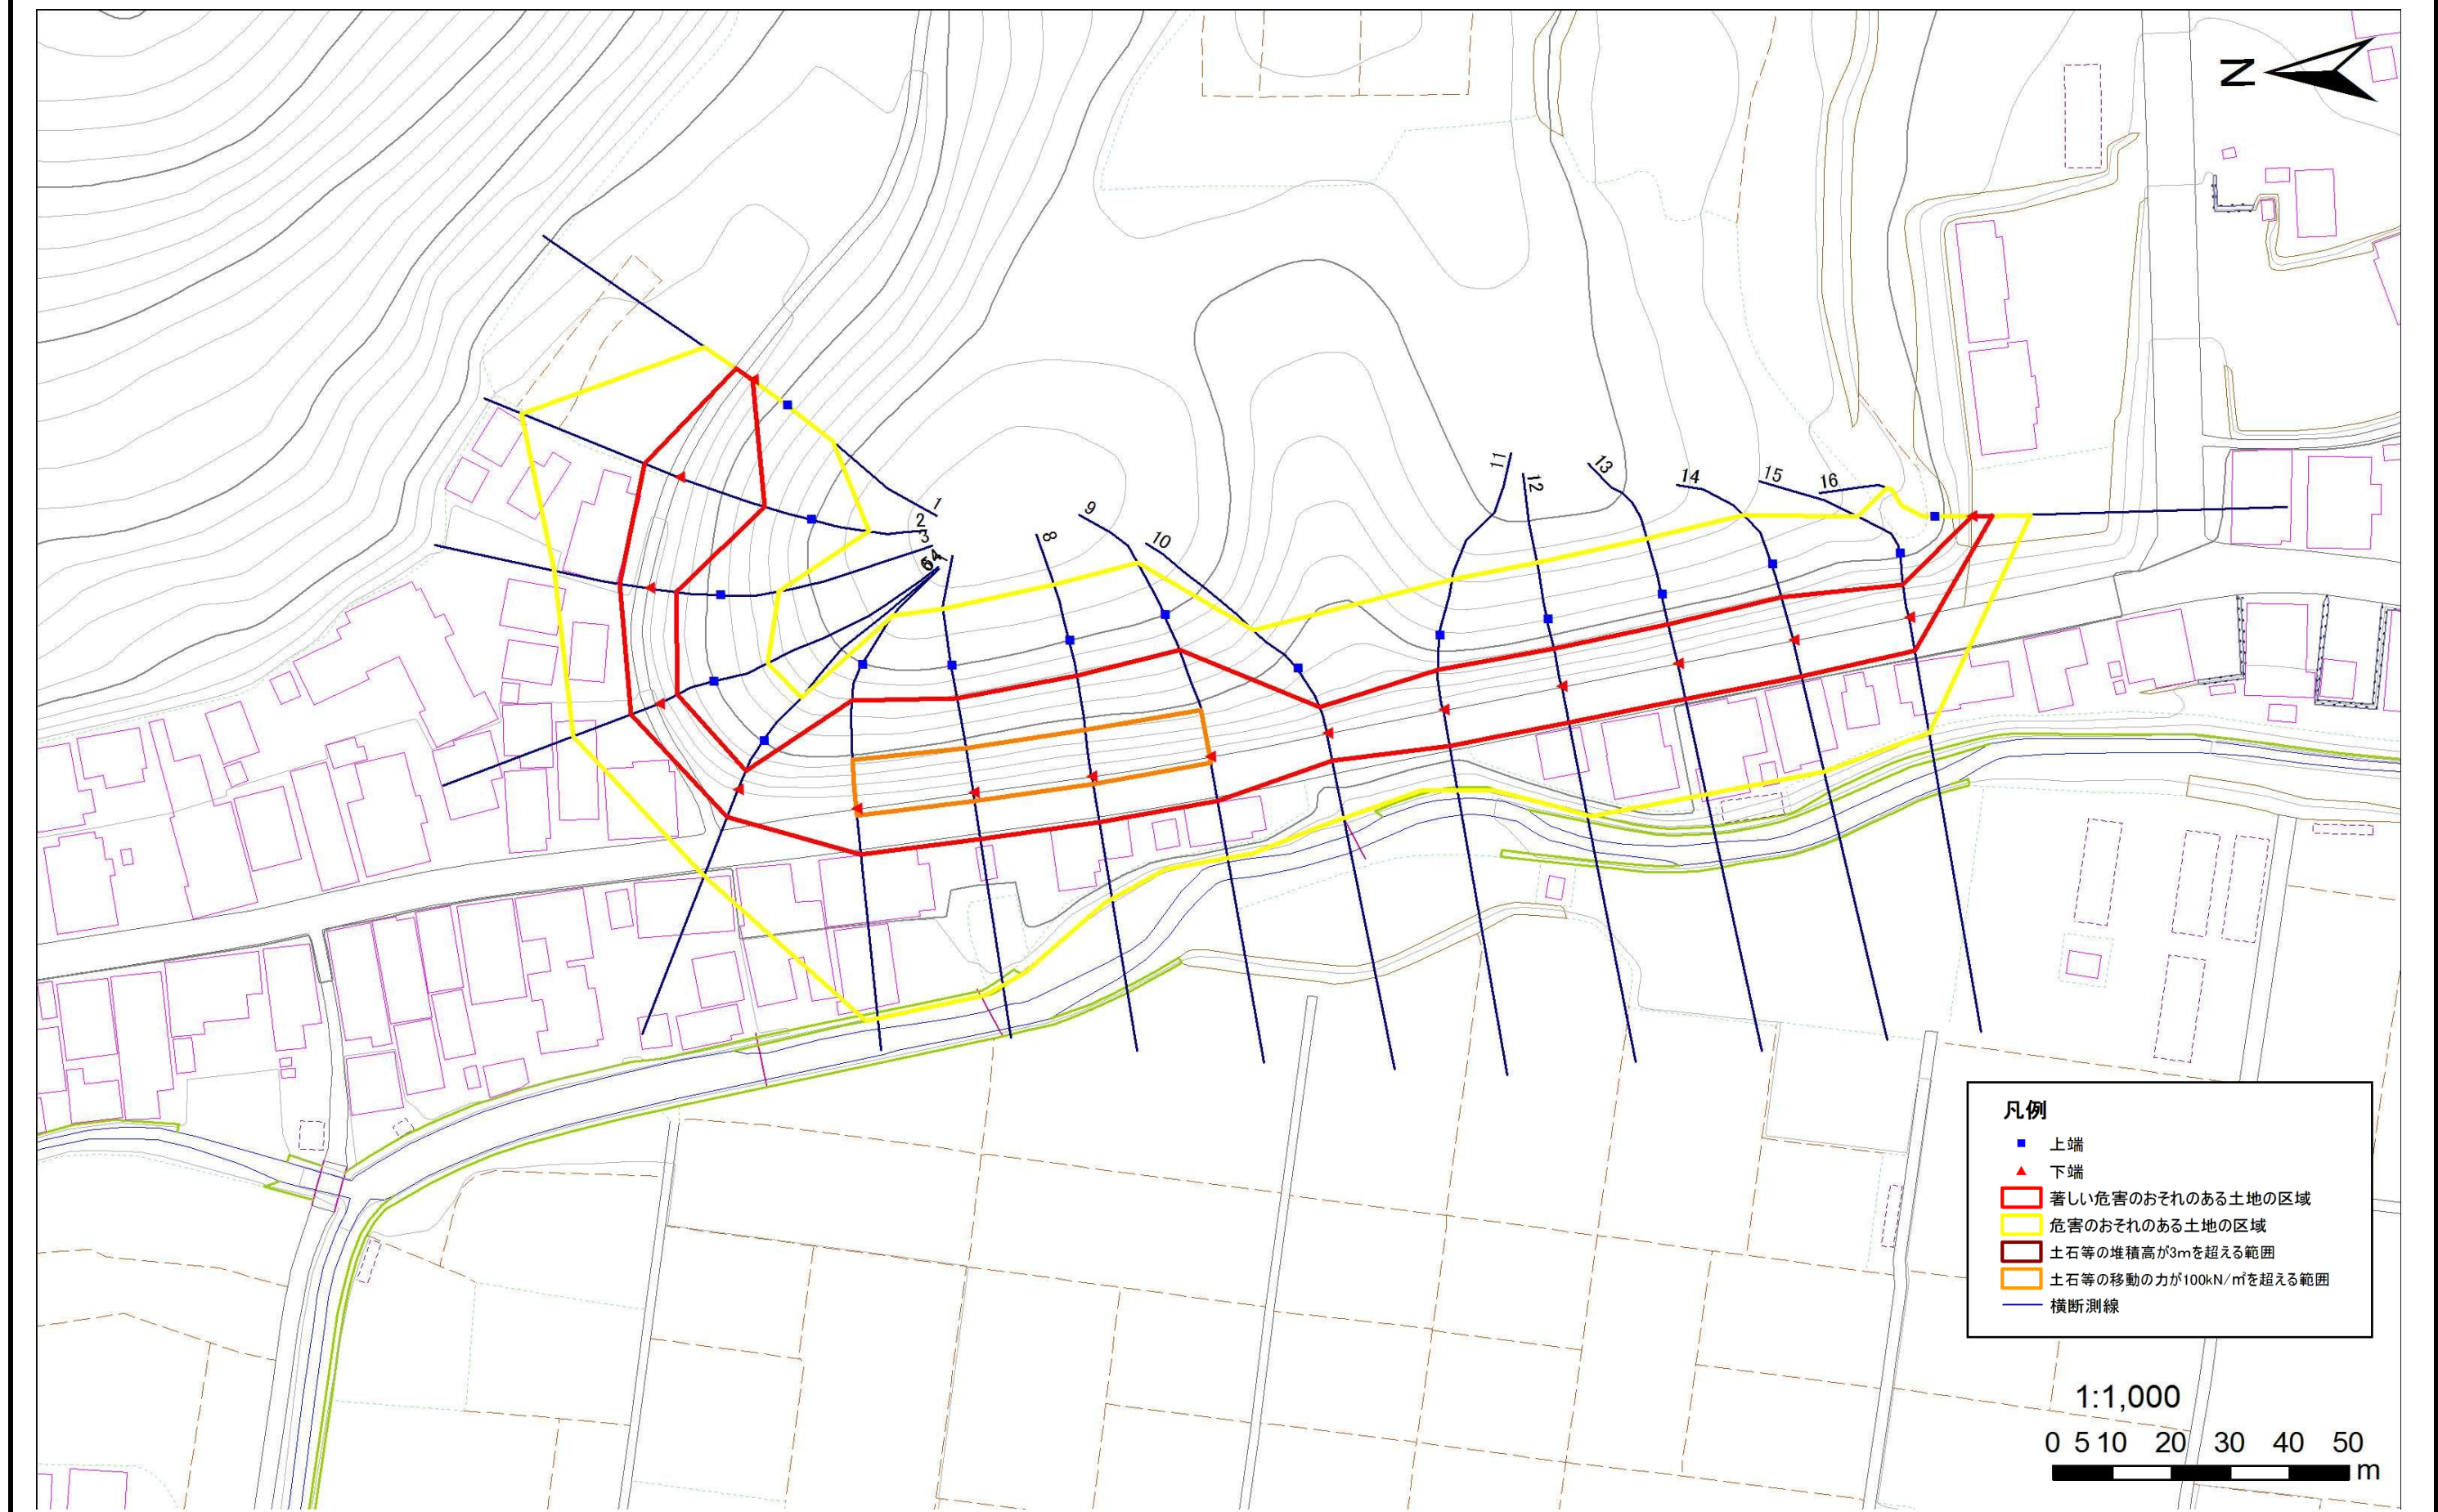 N
1
2
3
8
9
10
11
12
13
14
15
16
凡例
上端
下端
著しい危害のおそれのある土地の区域
危害のおそれのある土地の区域
土石等の堆積高が3mを超える範囲
土石等の移動の力が100kN/㎡を超える範囲
横断測線
1:1,000
0 5 10 20 30 40 50
m